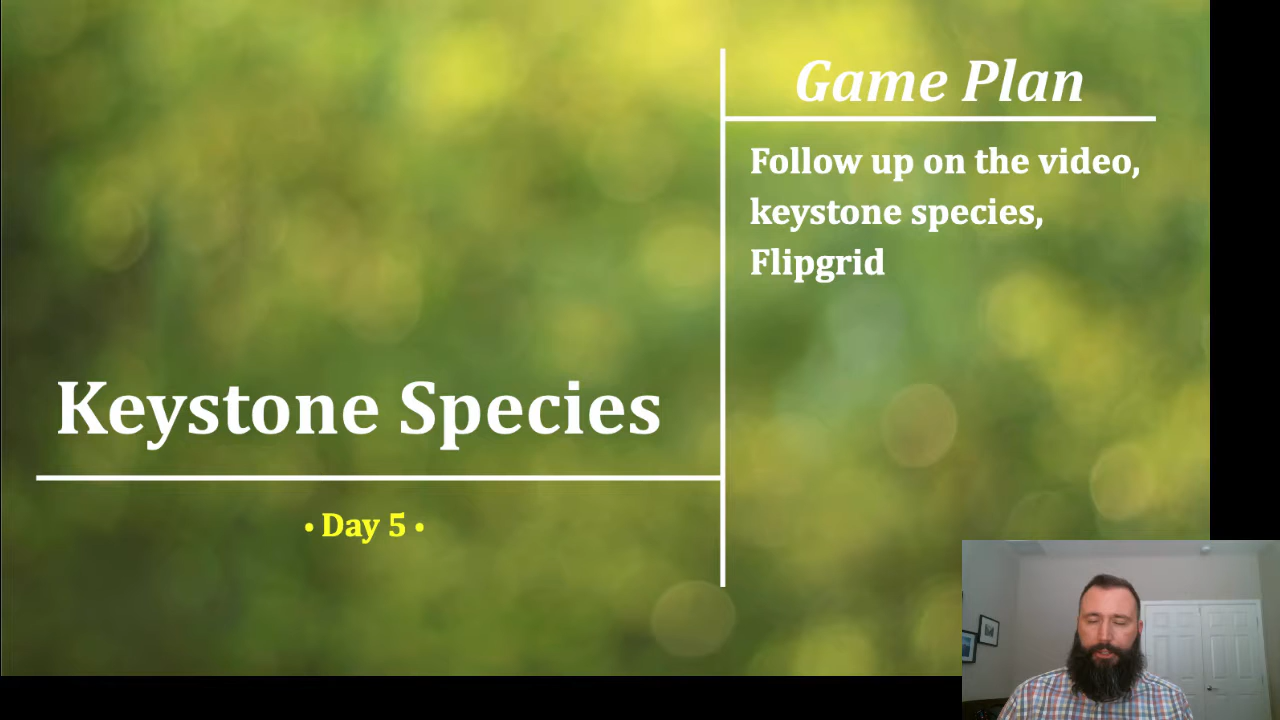 Keystone Species
• Day 5 •
Game Plan
Follow up on the video,
keystone species,
Flipgrid